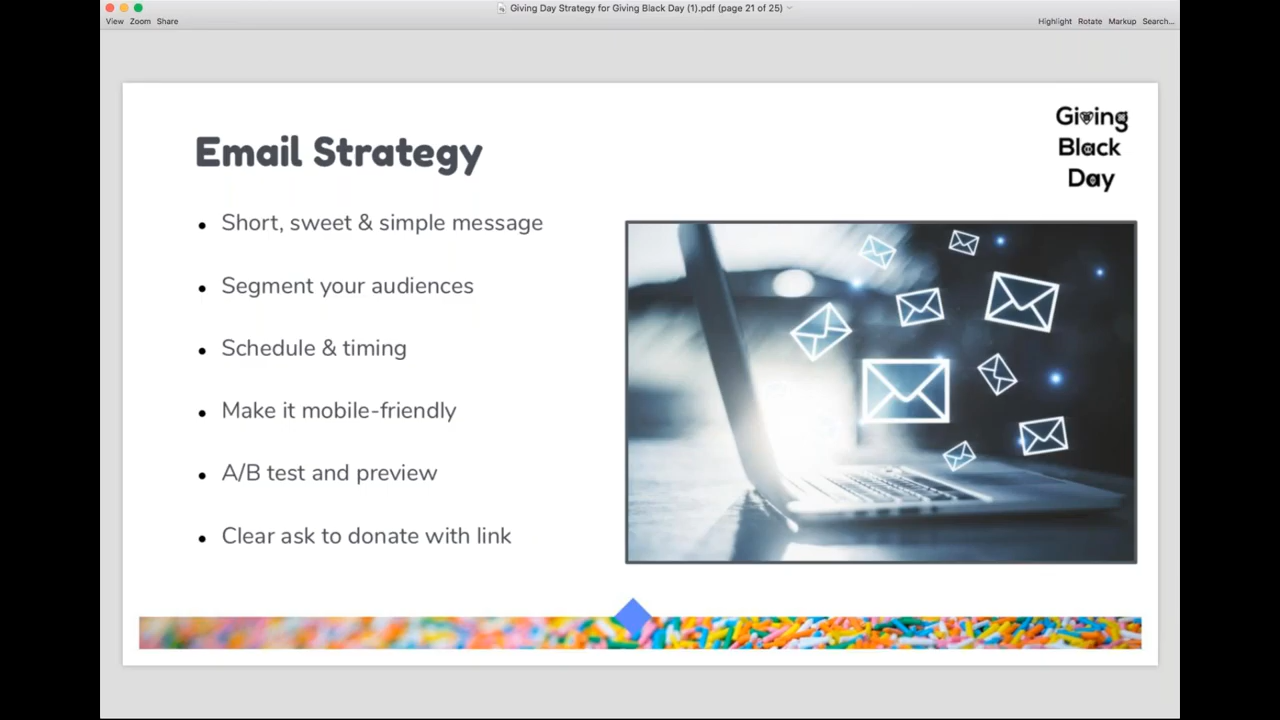 Giving Day Strategy for Giving Black Day (1).pdf (page 21 of 25)
View Zoom Share
Highlight Rotate Markup Search...
Giving
Black
Day
Email Strategy
• Short, sweet & simple message
• Segment your audiences
• Schedule & timing
• Make it mobile-friendly
• A/B test and preview
• Clear ask to donate with link